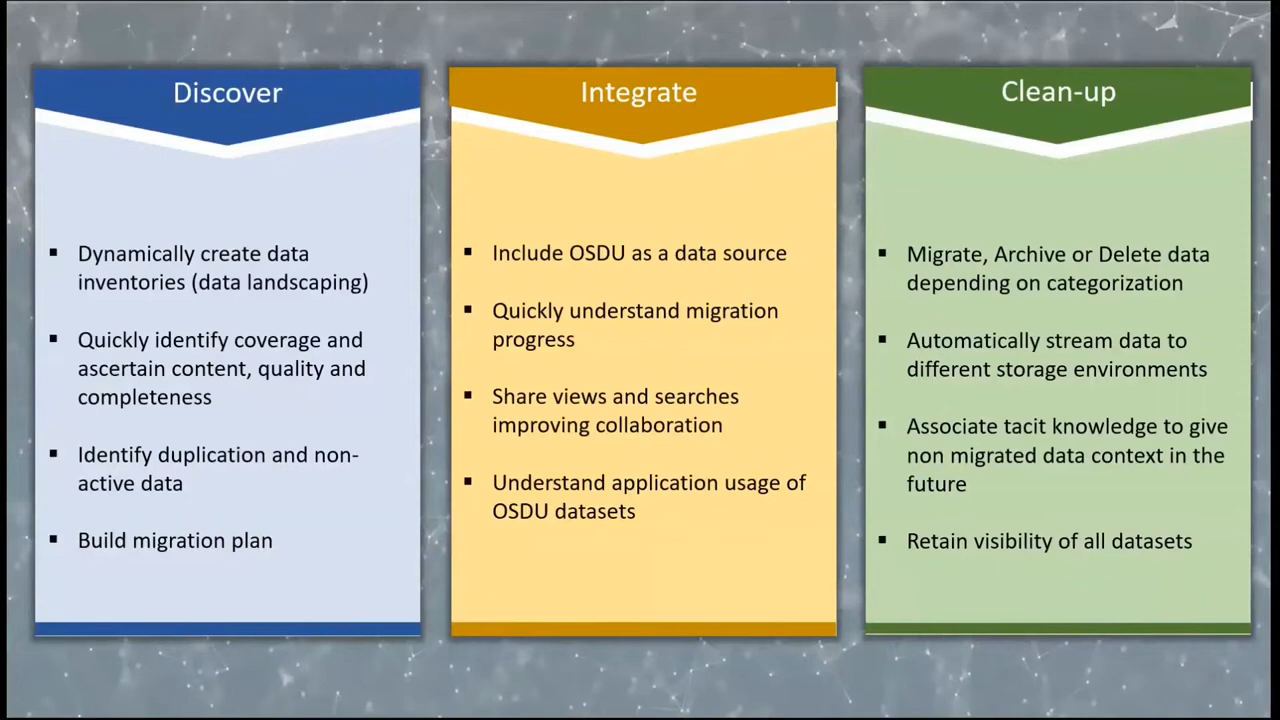 Discover
Dynamically create data
inventories (data landscaping)
Quickly identify coverage and
ascertain content, quality and
completeness
Identify duplication and non-
active data
Build migration plan
Integrate
Include OSDU as a data source
Quickly understand migration
progress
Share views and searches
improving collaboration
Understand application usage of
OSDU datasets
Clean-up
Migrate, Archive or Delete data
depending on categorization
Automatically stream data to
different storage environments
Associate tacit knowledge to give
non migrated data context in the
future
Retain visibility of all datasets